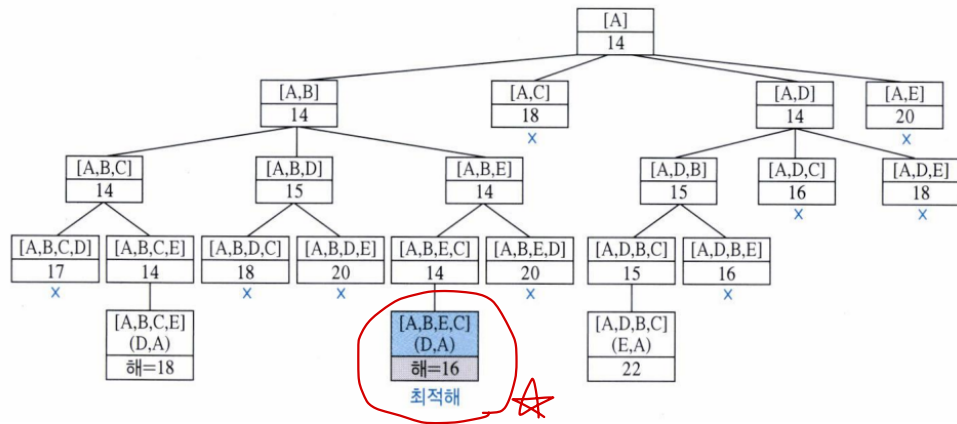 [A]
14
[A,B]
14
[A,C]
18
X
[A,D]
14
[A,E]
20
X
[A,B,C]
14
[A,B,D]
15
[A,B,E]
14
[A,D,B]
15
[A,D,C]
16
X
[A,D,E]
18
X
[A,B,C,D]
17
X
[A,B,C,E]
14
[A,B,D,C]
18
X
[A,B,D,E]
20
X
[A,B,E,C]
14
[A,B,E,D]
20
X
[A,D,B,C]
15
[A,D,B,E]
16
X
[A,B,C,E]
(D,A)
해=18
[A,B,E,C]
(D,A)
해=16
최적해
[A,D,B,C]
(E,A)
22